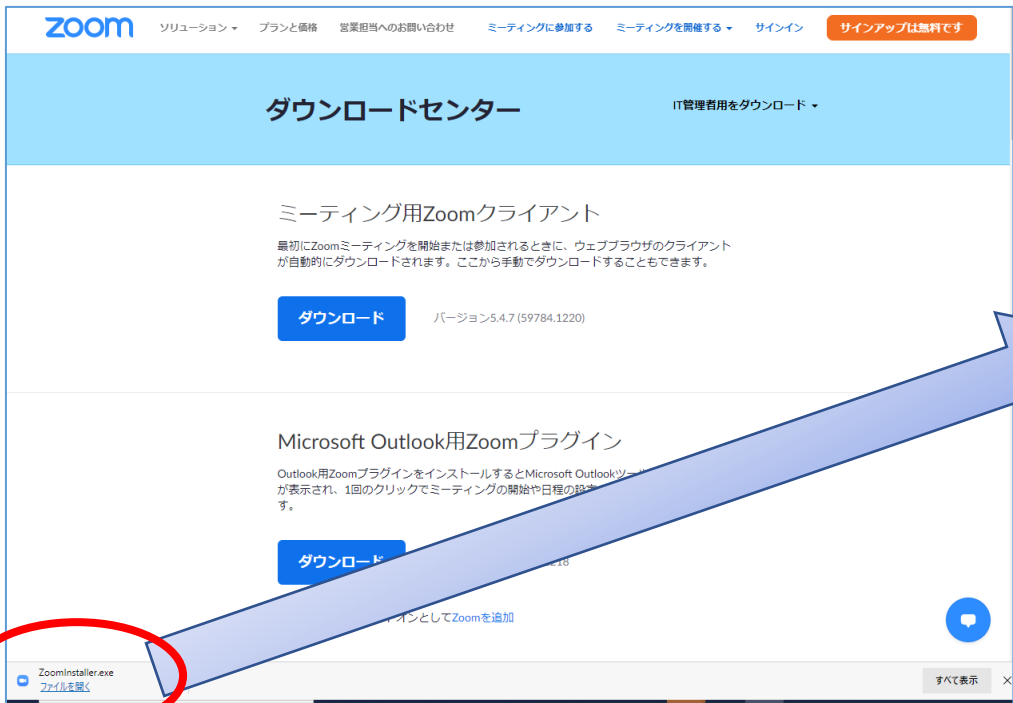 zoom ソリューション プランと価格 営業担当へのお問い合わせ ミーティングに参加する ミーティングを開催する サインイン サインアップは無料です
ダウンロードセンター
IT管理者用をダウンロード
ミーティング用Zoomクライアント
最初にZoomミーティングを開始または参加されるときに、ウェブブラウザのクライアント
が自動的にダウンロードされます。ここから手動でダウンロードすることもできます。
ダウンロード
バージョン5.4.7 (59784.1220)
Microsoft Outlook用Zoomプラグイン
Outlook用ZoomプラグインをインストールするとMicrosoft Outlookツー
が表示され、1回のクリックでミーティングの開始や日程の設定
す。
ダウンロード
オンとしてZoomを追加
ZoomInstaller.exe
ファイルを開く
すべて表示